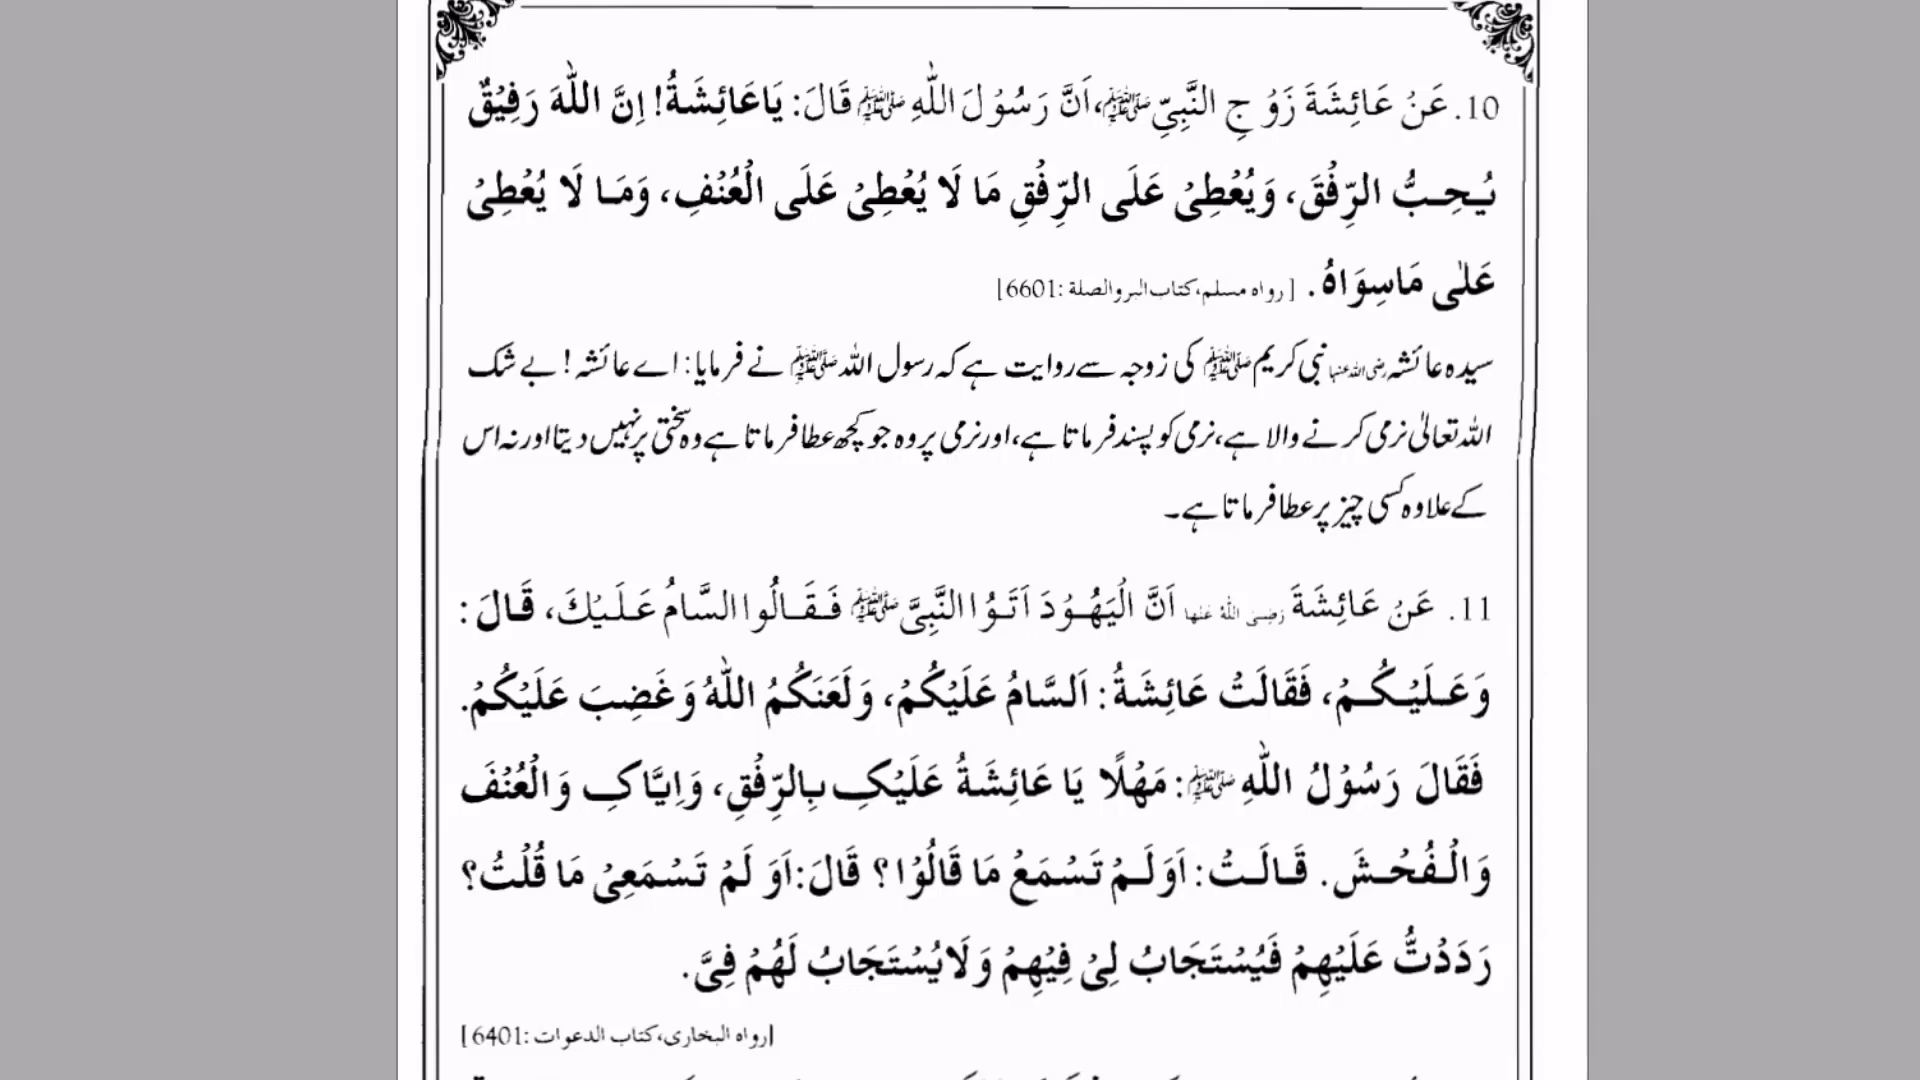 10. عَنْ عَائِشَةَ زَوْجِ النَّبِيِّ ﷺ، اَنَّ رَسُوْلَ اللّٰهِ ﷺ قَالَ: يَا عَائِشَةُ! اِنَّ اللّٰهَ رَفِيْقٌ
يُحِبُّ الرِّفْقَ، وَيُعْطِىْ عَلَى الرِّفْقِ مَا لَا يُعْطِىْ عَلَى الْعُنْفِ، وَمَا لَا يُعْطِىْ
عَلٰى مَا سِوَاهُ. [رواه مسلم، كتاب البر والصلة :6601]
سیدہ عائشہ رضی اللہ عنہا نبی کریم ﷺ کی زوجہ سے روایت ہے کہ رسول اللہ ﷺ نے فرمایا: اے عائشہ! بے شک
اللہ تعالیٰ نرمی کرنے والا ہے، نرمی کو پسند فرماتا ہے، اور نرمی پر وہ جو کچھ عطا فرماتا ہے وہ سختی پر نہیں دیتا اور نہ اس
کے علاوہ کسی چیز پر عطا فرماتا ہے۔
11. عَنْ عَائِشَةَ رَضِىَ اللّٰهُ عَنْهَا اَنَّ الْيَهُوْدَ اَتَوُا النَّبِىَّ ﷺ فَقَالُوا السَّامُ عَلَيْكَ، قَالَ:
وَعَلَيْكُمْ، فَقَالَتْ عَائِشَةُ: اَلسَّامُ عَلَيْكُمْ، وَلَعَنَكُمُ اللّٰهُ وَغَضِبَ عَلَيْكُمْ.
فَقَالَ رَسُوْلُ اللّٰهِ ﷺ: مَهْلًا يَا عَائِشَةُ عَلَيْكِ بِالرِّفْقِ، وَاِيَّاكِ وَالْعُنْفَ
وَالْفُحْشَ. قَالَتْ: اَوَلَمْ تَسْمَعْ مَا قَالُوْا؟ قَالَ: اَوَ لَمْ تَسْمَعِىْ مَا قُلْتُ؟
رَدَدْتُّ عَلَيْهِمْ فَيُسْتَجَابُ لِىْ فِيْهِمْ وَلَا يُسْتَجَابُ لَهُمْ فِىَّ.
[رواه البخارى، كتاب الدعوات :6401]